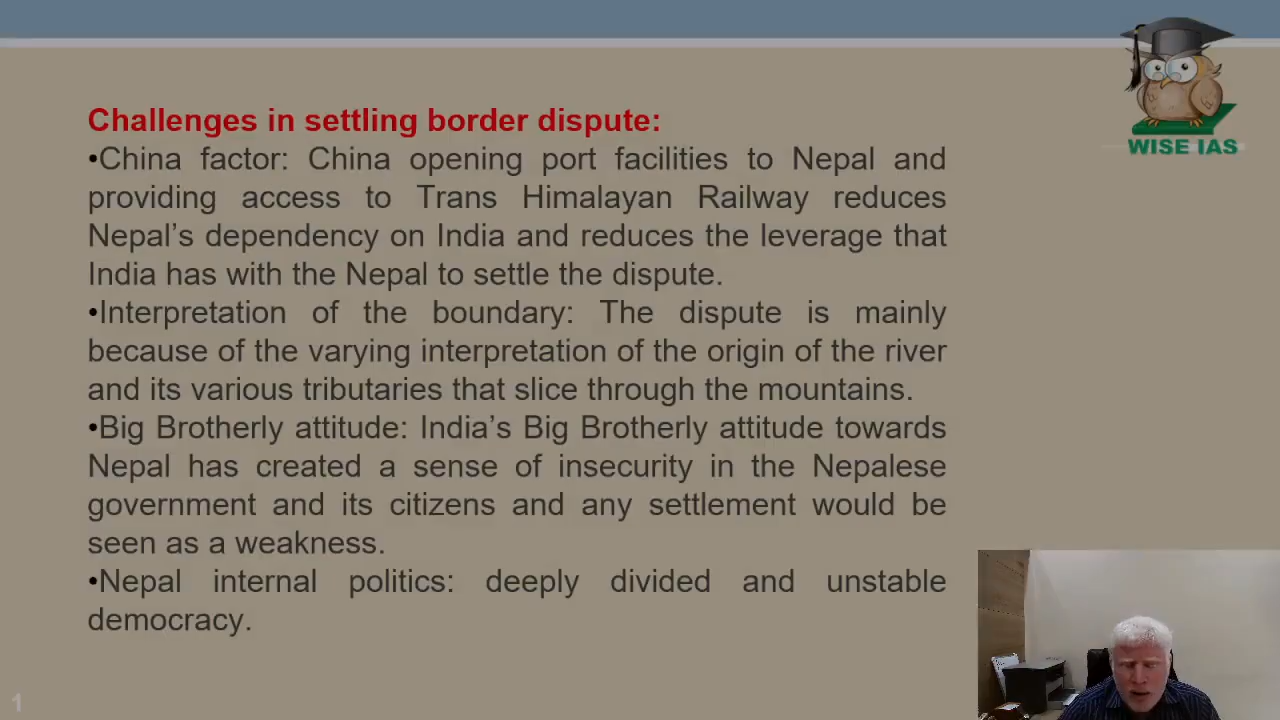 WISE IAS
Challenges in settling border dispute:
•China factor: China opening port facilities to Nepal and
providing access to Trans Himalayan Railway reduces
Nepal’s dependency on India and reduces the leverage that
India has with the Nepal to settle the dispute.
•Interpretation of the boundary: The dispute is mainly
because of the varying interpretation of the origin of the river
and its various tributaries that slice through the mountains.
•Big Brotherly attitude: India’s Big Brotherly attitude towards
Nepal has created a sense of insecurity in the Nepalese
government and its citizens and any settlement would be
seen as a weakness.
•Nepal internal politics: deeply divided and unstable
democracy.
1